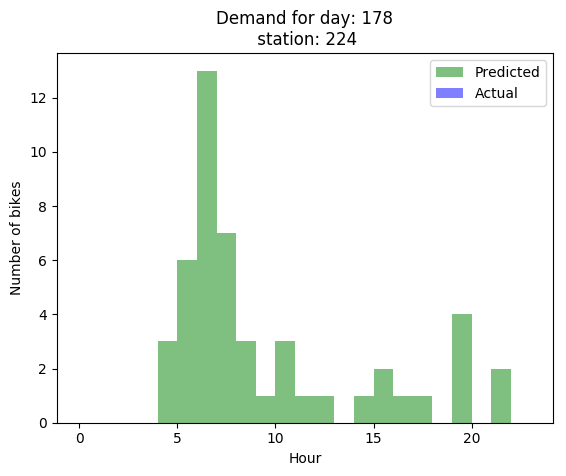 Demand for day: 178
station: 224
Predicted
Actual
Number of bikes
12
10
8
6
4
2
0
0
5
10
15
20
Hour